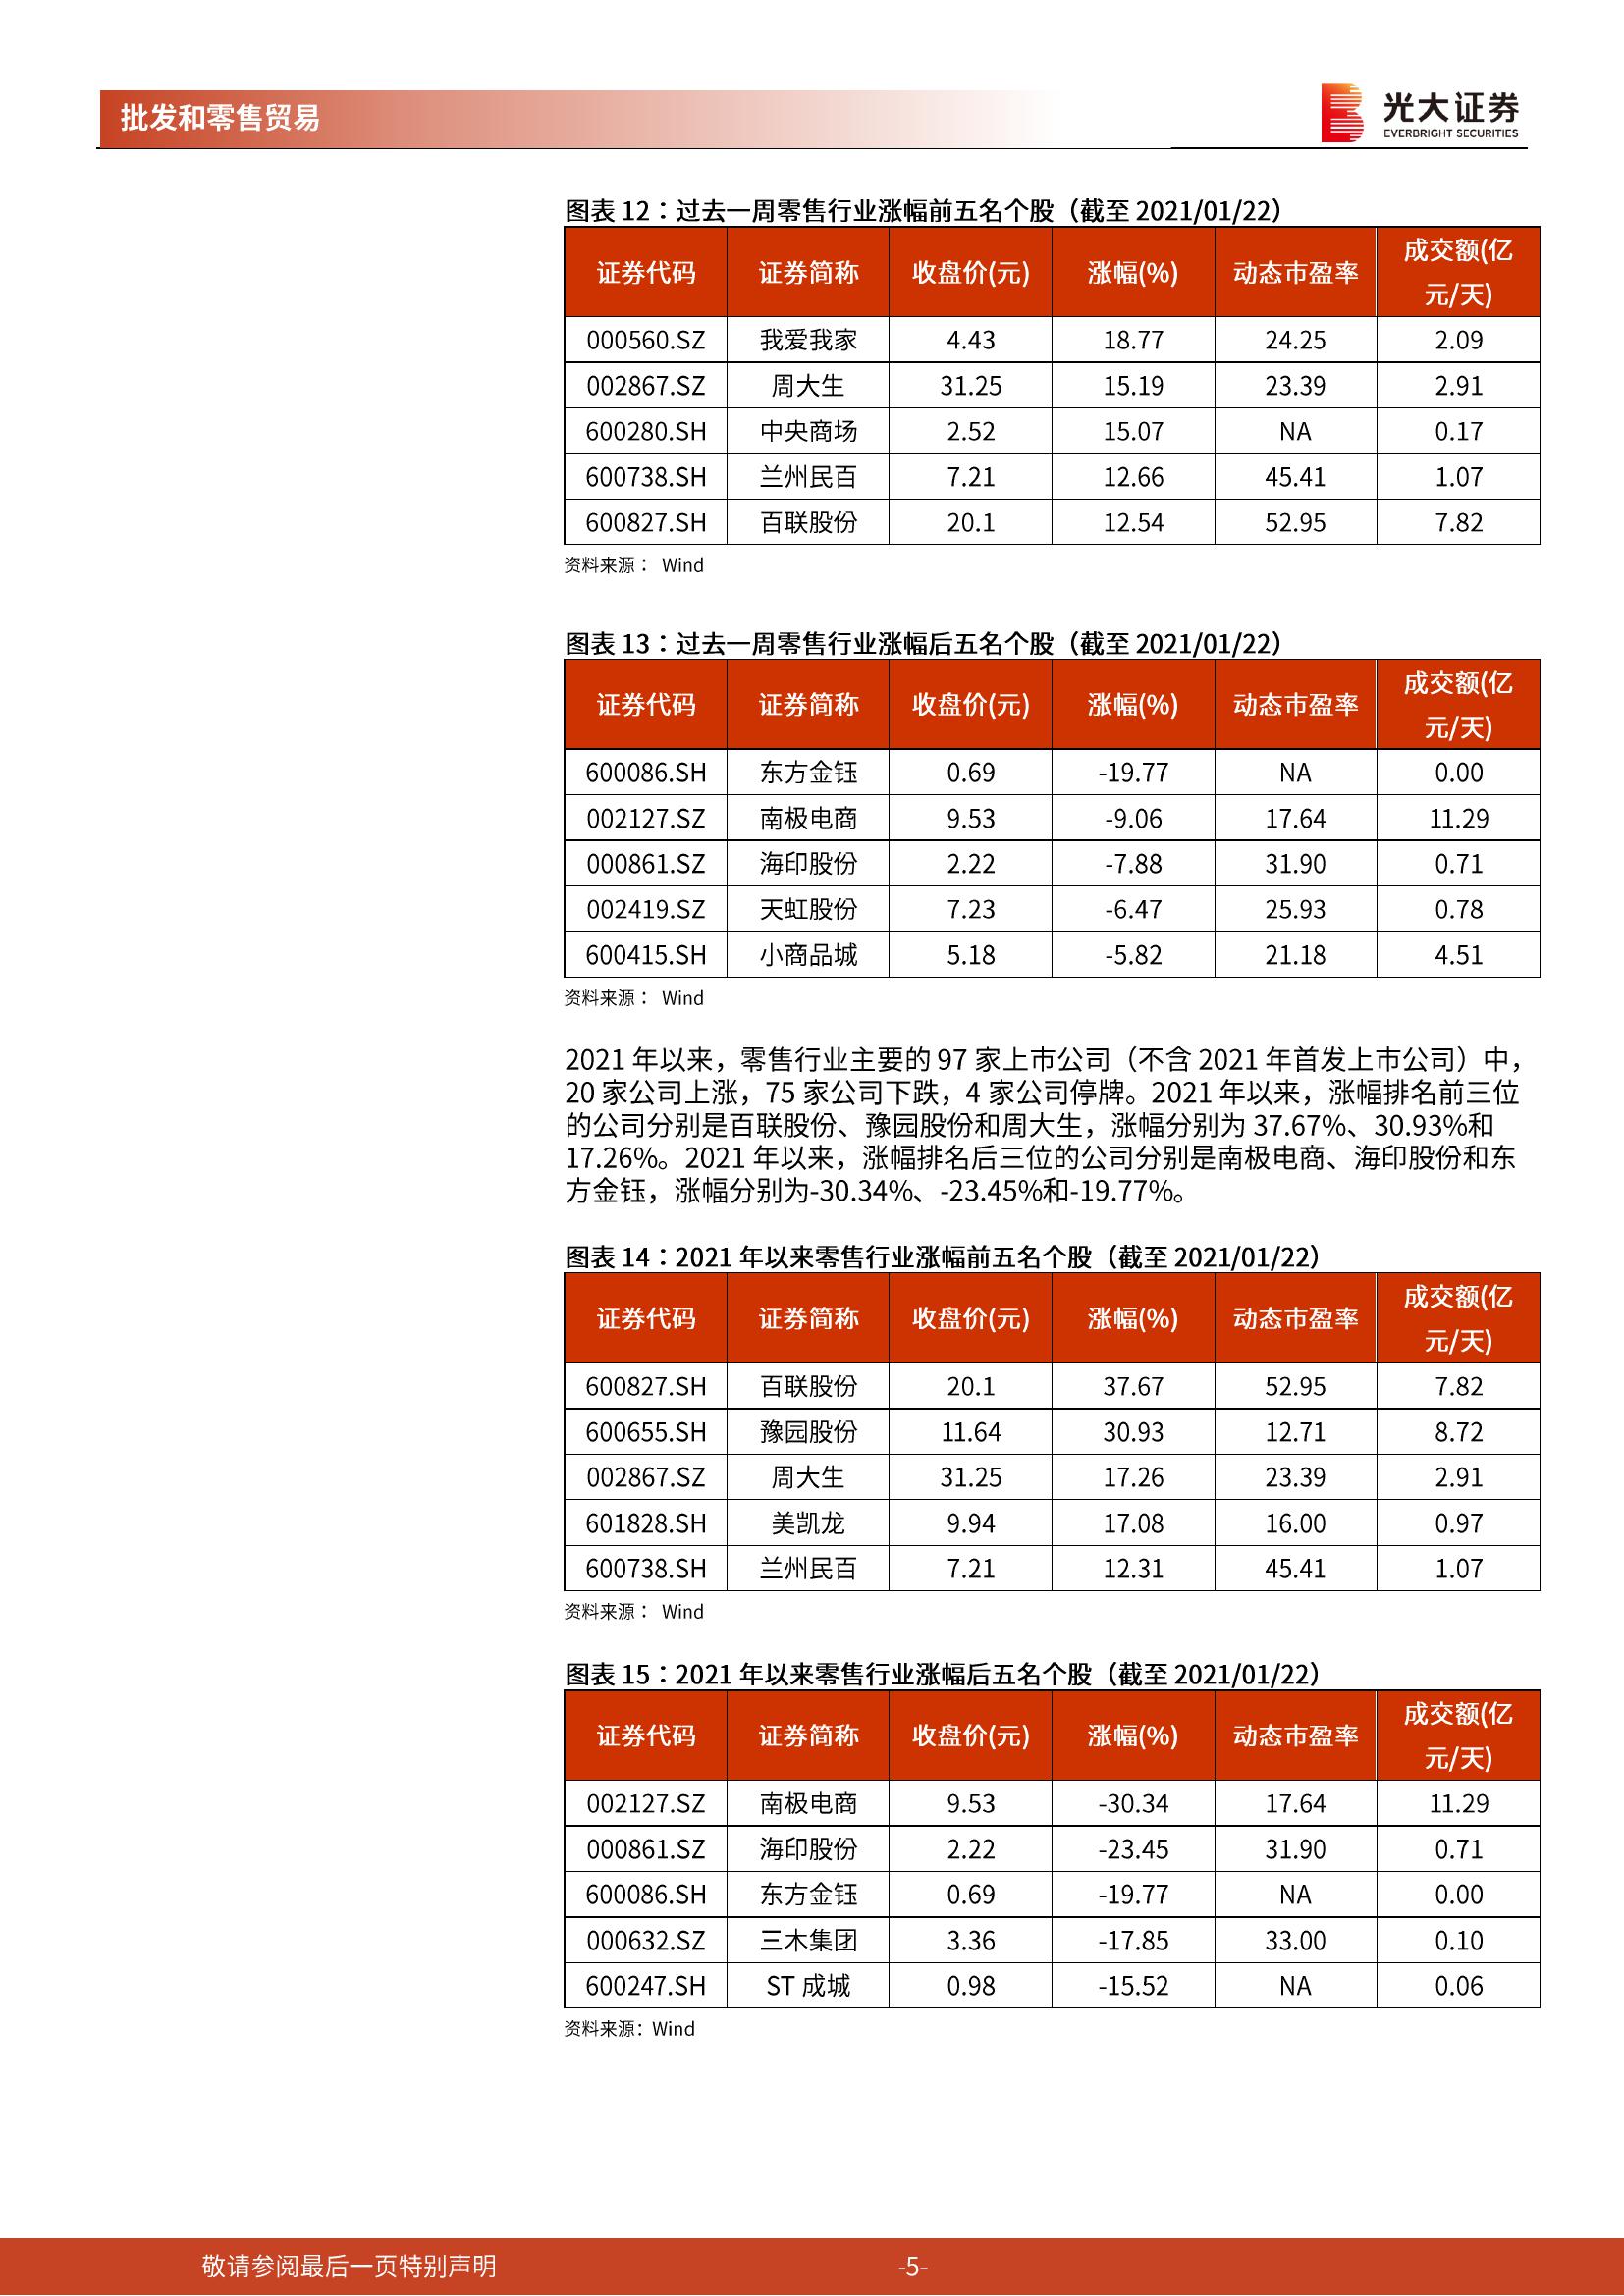 批发和零售贸易
光大证券
EVERBRIGHT SECURITIES
图表 12：过去一周零售行业涨幅前五名个股（截至 2021/01/22）
证券代码 证券简称 收盘价(元) 涨幅(%) 动态市盈率 成交额(亿
元/天)
000560.SZ 我爱我家 4.43 18.77 24.25 2.09
002867.SZ 周大生 31.25 15.19 23.39 2.91
600280.SH 中央商场 2.52 15.07 NA 0.17
600738.SH 兰州民百 7.21 12.66 45.41 1.07
600827.SH 百联股份 20.1 12.54 52.95 7.82
资料来源： Wind
图表 13：过去一周零售行业涨幅后五名个股（截至 2021/01/22）
证券代码 证券简称 收盘价(元) 涨幅(%) 动态市盈率 成交额(亿
元/天)
600086.SH 东方金钰 0.69 -19.77 NA 0.00
002127.SZ 南极电商 9.53 -9.06 17.64 11.29
000861.SZ 海印股份 2.22 -7.88 31.90 0.71
002419.SZ 天虹股份 7.23 -6.47 25.93 0.78
600415.SH 小商品城 5.18 -5.82 21.18 4.51
资料来源： Wind
2021 年以来，零售行业主要的 97 家上市公司（不含 2021 年首发上市公司）中，
20 家公司上涨，75 家公司下跌，4 家公司停牌。2021 年以来，涨幅排名前三位
的公司分别是百联股份、豫园股份和周大生，涨幅分别为 37.67%、30.93%和
17.26%。2021 年以来，涨幅排名后三位的公司分别是南极电商、海印股份和东
方金钰，涨幅分别为-30.34%、-23.45%和-19.77%。
图表 14：2021 年以来零售行业涨幅前五名个股（截至 2021/01/22）
证券代码 证券简称 收盘价(元) 涨幅(%) 动态市盈率 成交额(亿
元/天)
600827.SH 百联股份 20.1 37.67 52.95 7.82
600655.SH 豫园股份 11.64 30.93 12.71 8.72
002867.SZ 周大生 31.25 17.26 23.39 2.91
601828.SH 美凯龙 9.94 17.08 16.00 0.97
600738.SH 兰州民百 7.21 12.31 45.41 1.07
资料来源： Wind
图表 15：2021 年以来零售行业涨幅后五名个股（截至 2021/01/22）
证券代码 证券简称 收盘价(元) 涨幅(%) 动态市盈率 成交额(亿
元/天)
002127.SZ 南极电商 9.53 -30.34 17.64 11.29
000861.SZ 海印股份 2.22 -23.45 31.90 0.71
600086.SH 东方金钰 0.69 -19.77 NA 0.00
000632.SZ 三木集团 3.36 -17.85 33.00 0.10
600247.SH ST 成城 0.98 -15.52 NA 0.06
资料来源：Wind
敬请参阅最后一页特别声明 -5-